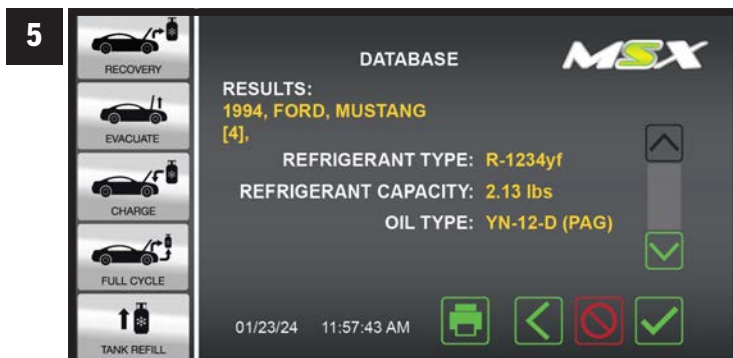 5
RECOVERY
EVACUATE
CHARGE
FULL CYCLE
TANK REFILL
DATABASE
MSX
RESULTS:
1994, FORD, MUSTANG
[4],
REFRIGERANT TYPE: R-1234yf
REFRIGERANT CAPACITY: 2.13 lbs
OIL TYPE: YN-12-D (PAG)
01/23/24 11:57:43 AM